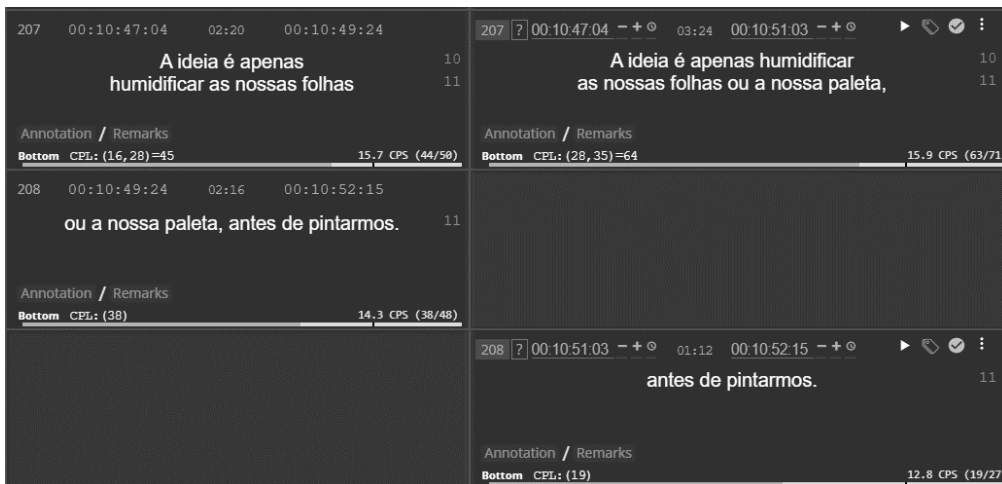 207 00:10:47:04 02:20 00:10:49:24
A ideia é apenas 10
humidificar as nossas folhas 11
Annotation / Remarks
Bottom CPL: (16,28)=45 15.7 CPS (44/50)
207 ? 00:10:47:04 − + 03:24 00:10:51:03 − +
A ideia é apenas humidificar 10
as nossas folhas ou a nossa paleta, 11
Annotation / Remarks
Bottom CPL: (28,35)=64 15.9 CPS (63/71
208 00:10:49:24 02:16 00:10:52:15
ou a nossa paleta, antes de pintarmos. 11
Annotation / Remarks
Bottom CPL: (38) 14.3 CPS (38/48)
208 ? 00:10:51:03 − + 01:12 00:10:52:15 − +
antes de pintarmos. 11
Annotation / Remarks
Bottom CPL: (19) 12.8 CPS (19/27